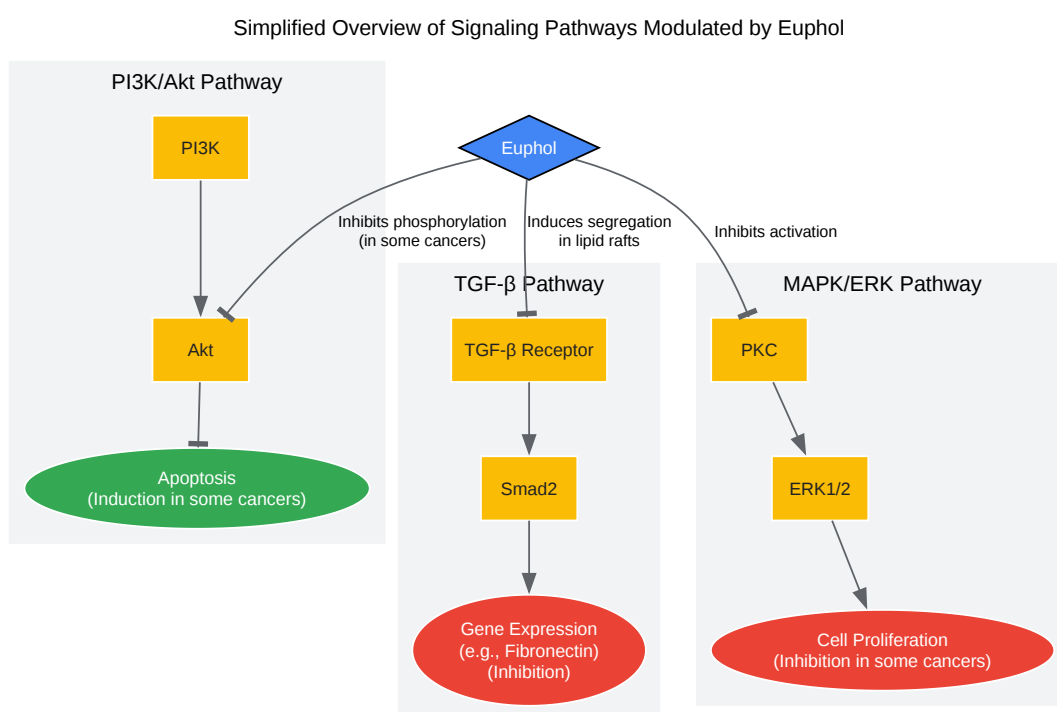 Simplified Overview of Signaling Pathways Modulated by Euphol
PI3K/Akt Pathway
PI3K
Euphol
Inhibits phosphorylation
(in some cancers)
Induces segregation
in lipid rafts
Inhibits activation
TGF-β Pathway
MAPK/ERK Pathway
Akt
TGF-β Receptor
PKC
Apoptosis
(Induction in some cancers)
Smad2
ERK1/2
Gene Expression
(e.g., Fibronectin)
(Inhibition)
Cell Proliferation
(Inhibition in some cancers)